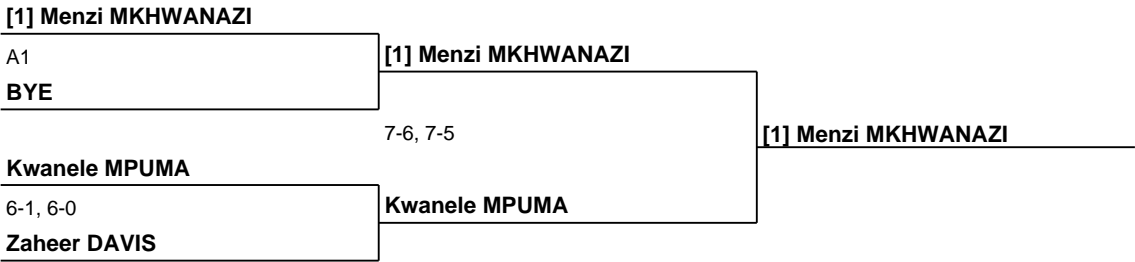 [1] Menzi MKHWANAZI
A1
BYE
[1] Menzi MKHWANAZI
7-6, 7-5
[1] Menzi MKHWANAZI
Kwanele MPUMA
6-1, 6-0
Zaheer DAVIS
Kwanele MPUMA